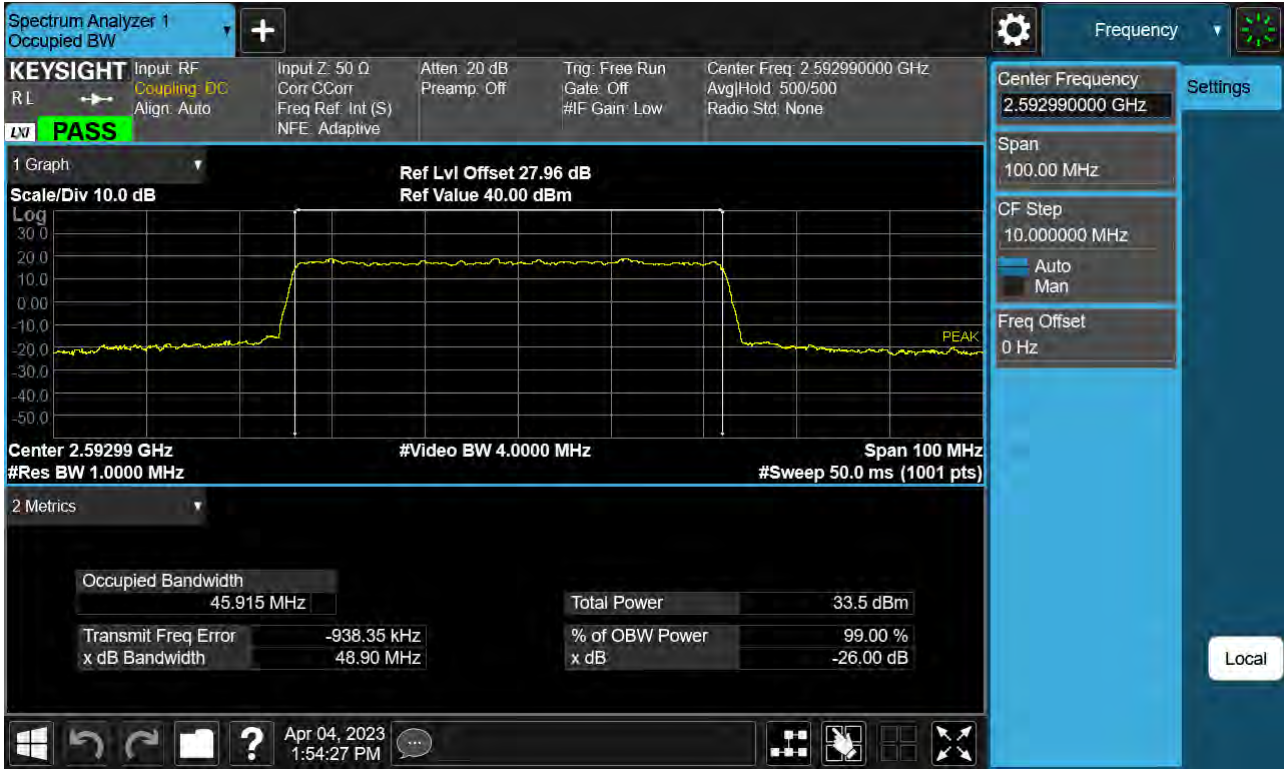 Spectrum Analyzer 1
Occupied BW
Frequency
KEYSIGHT
RL
LXI
PASS
Input: RF
Coupling: DC
Align: Auto
Input Z: 50 Ω
Corr CCorr
Freq Ref: Int (S)
NFE: Adaptive
Atten: 20 dB
Preamp: Off
Trig: Free Run
Gate: Off
#IF Gain: Low
Center Freq: 2.592990000 GHz
Avg|Hold: 500/500
Radio Std: None
Center Frequency
2.592990000 GHz
Settings
Span
100.00 MHz
CF Step
10.000000 MHz
Auto
Man
Freq Offset
0 Hz
Local
1 Graph
Scale/Div 10.0 dB
Ref Lvl Offset 27.96 dB
Ref Value 40.00 dBm
Log
30.0
20.0
10.0
0.00
-10.0
-20.0
-30.0
-40.0
-50.0
PEAK
Center 2.59299 GHz
#Res BW 1.0000 MHz
#Video BW 4.0000 MHz
Span 100 MHz
#Sweep 50.0 ms (1001 pts)
2 Metrics
Occupied Bandwidth
45.915 MHz
Total Power 33.5 dBm
Transmit Freq Error -938.35 kHz
% of OBW Power 99.00 %
x dB Bandwidth 48.90 MHz
x dB -26.00 dB
?
Apr 04, 2023
1:54:27 PM